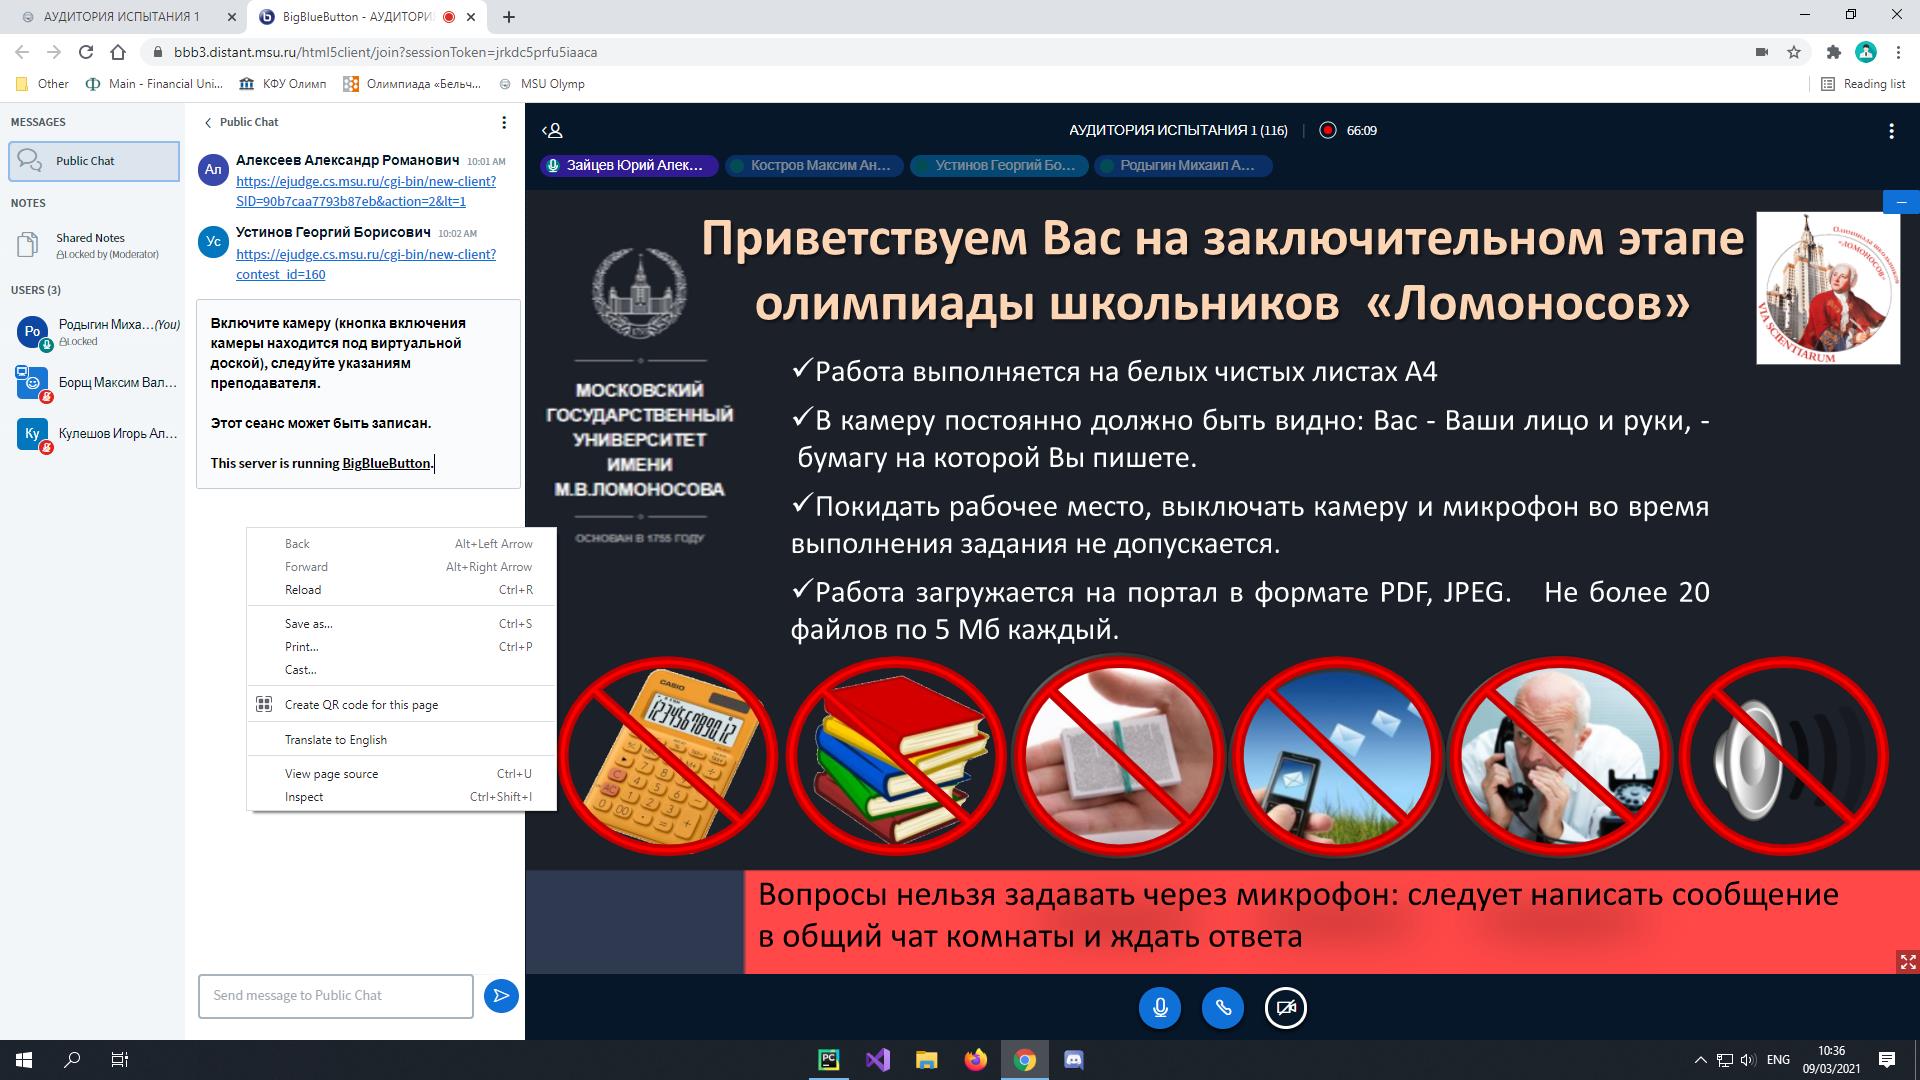 АУДИТОРИЯ ИСПЫТАНИЯ 1
BigBlueButton - АУДИТОРИ
bbb3.distant.msu.ru/html5client/join?sessionToken=jrkdc5prfu5iaaca
Other
Main - Financial Uni...
КФУ Олимп
Олимпиада «Бельч...
MSU Olymp
Reading list
MESSAGES
Public Chat
NOTES
Shared Notes
Locked by (Moderator)
USERS (3)
Ро
Родыгин Миха...(You)
Locked
Борщ Максим Вал...
Ку
Кулешов Игорь Ал...
Public Chat
Ал
Алексеев Александр Романович 10:01 AM
https://ejudge.cs.msu.ru/cgi-bin/new-client?
SID=90b7caa7793b87eb&action=2&lt=1
Ус
Устинов Георгий Борисович 10:02 AM
https://ejudge.cs.msu.ru/cgi-bin/new-client?
contest_id=160
Включите камеру (кнопка включения
камеры находится под виртуальной
доской), следуйте указаниям
преподавателя.
Этот сеанс может быть записан.
This server is running BigBlueButton.
Back Alt+Left Arrow
Forward Alt+Right Arrow
Reload Ctrl+R
Save as... Ctrl+S
Print... Ctrl+P
Cast...
Create QR code for this page
Translate to English
View page source Ctrl+U
Inspect Ctrl+Shift+I
Send message to Public Chat
АУДИТОРИЯ ИСПЫТАНИЯ 1 (116)
66:09
Зайцев Юрий Алек...
Костров Максим Ан...
Устинов Георгий Бо...
Родыгин Михаил А...
Приветствуем Вас на заключительном этапе
олимпиады школьников «Ломоносов»
МОСКОВСКИЙ
ГОСУДАРСТВЕННЫЙ
УНИВЕРСИТЕТ
ИМЕНИ
М.В.ЛОМОНОСОВА
ОСНОВАН В 1755 ГОДУ
Олимпиада школьников
«ЛОМОНОСОВ»
VIA SCIENTIARUM
✓Работа выполняется на белых чистых листах А4
✓В камеру постоянно должно быть видно: Вас - Ваши лицо и руки, -
бумагу на которой Вы пишете.
✓Покидать рабочее место, выключать камеру и микрофон во время
выполнения задания не допускается.
✓Работа загружается на портал в формате PDF, JPEG. Не более 20
файлов по 5 Мб каждый.
CASIO
Вопросы нельзя задавать через микрофон: следует написать сообщение
в общий чат комнаты и ждать ответа
PC
ENG
10:36
09/03/2021